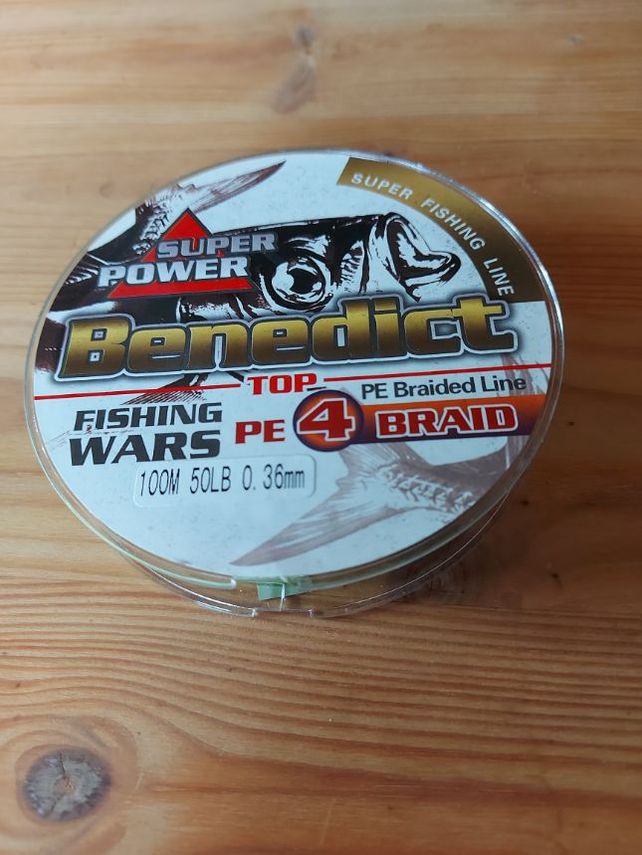 SUPER FISHING LINE
SUPER
POWER
Benedict
TOP
PE Braided Line
FISHING
WARS
PE 4 BRAID
100M 50LB 0.36mm